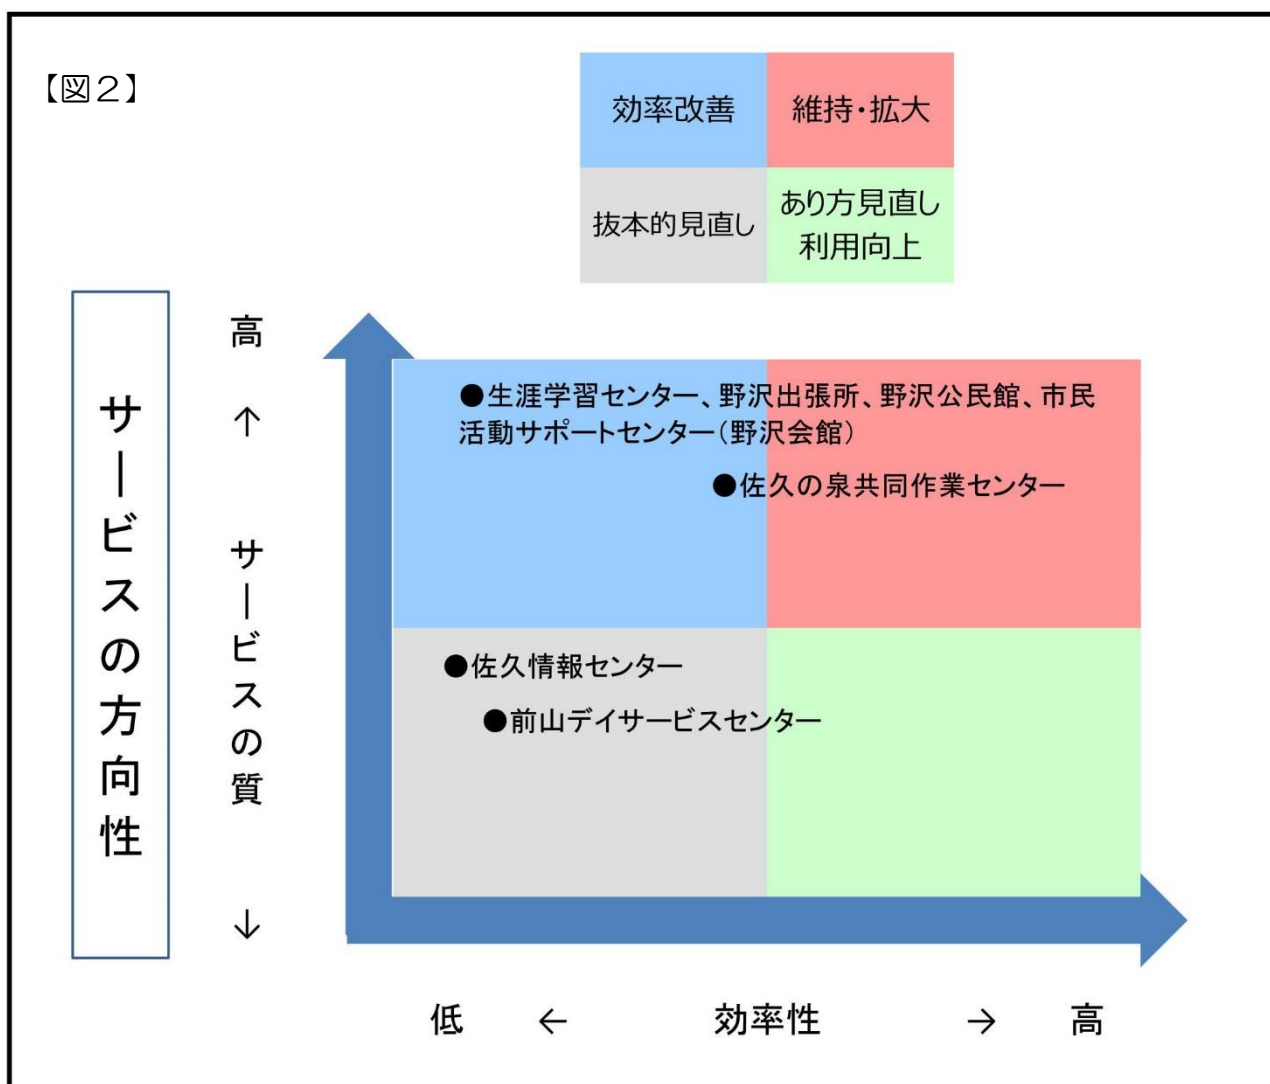 【図２】
効率改善
維持・拡大
抜本的見直し
あり方見直し
利用向上
サービスの方向性
高
↑
サービスの質
↓
●生涯学習センター、野沢出張所、野沢公民館、市民
活動サポートセンター（野沢会館）
●佐久の泉共同作業センター
●佐久情報センター
●前山デイサービスセンター
低 ← 効率性 → 高